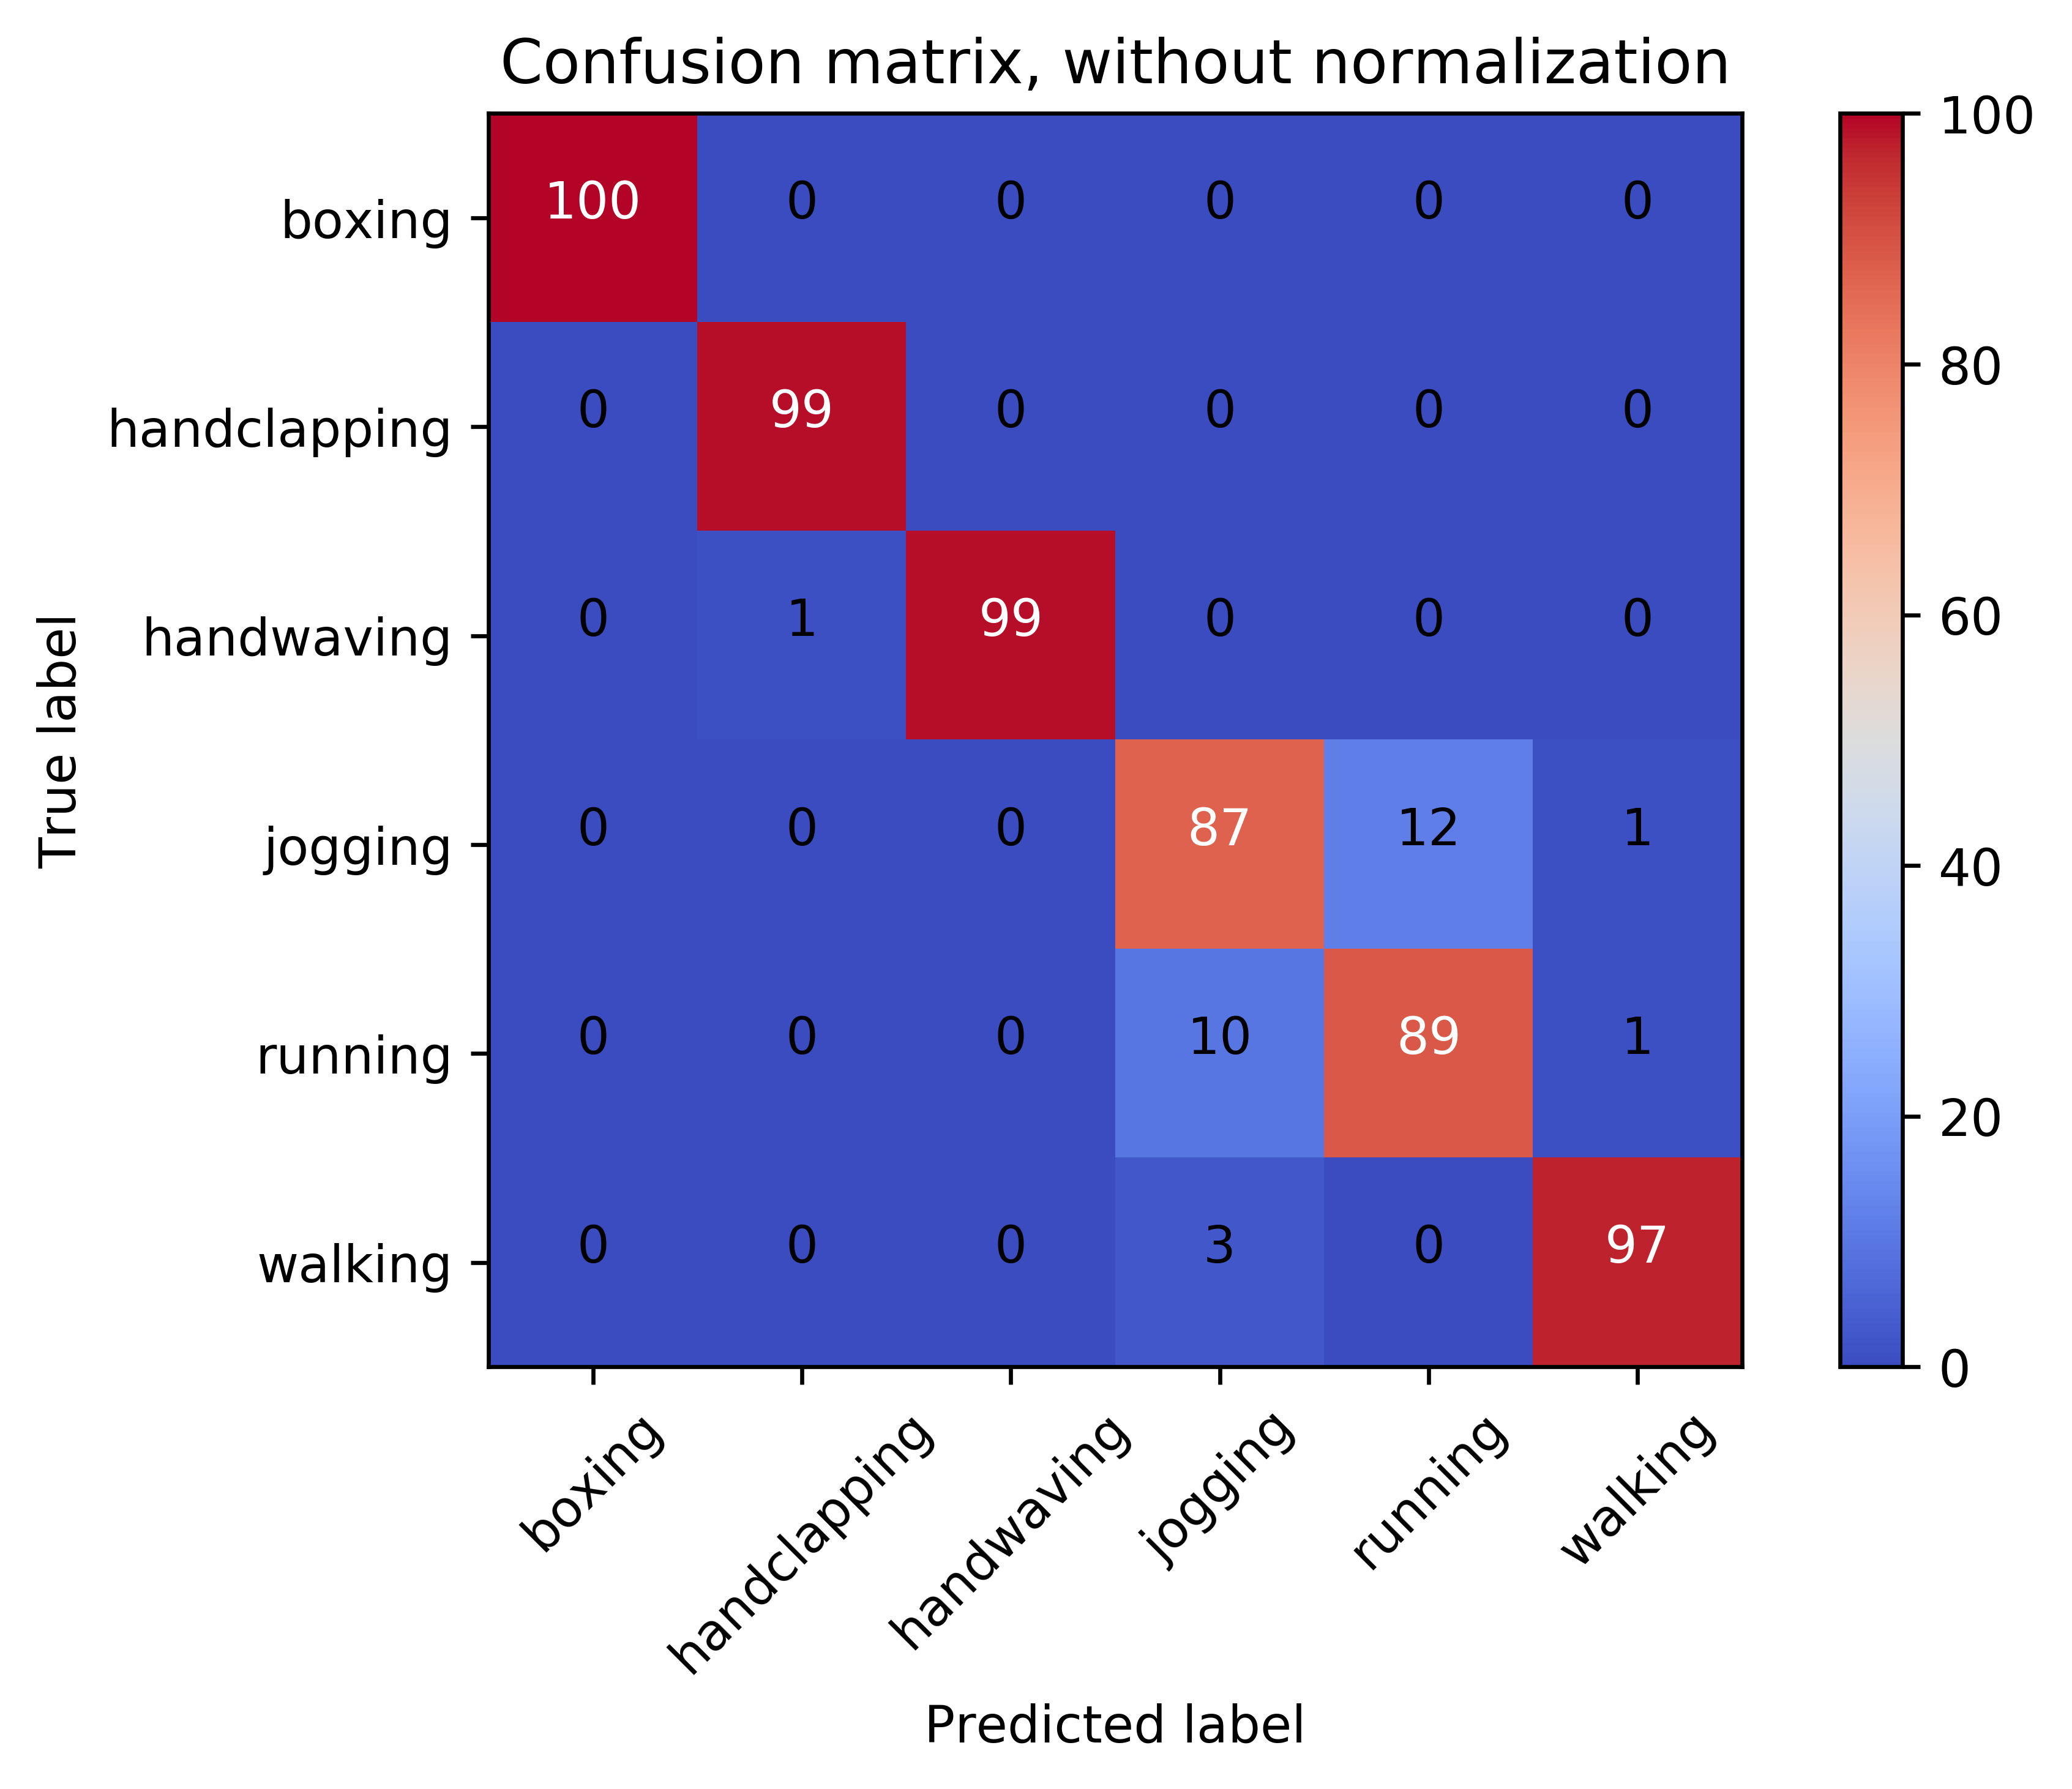 Confusion matrix, without normalization
boxing 100 0 0 0 0 0
handclapping 0 99 0 0 0 0
handwaving 0 1 99 0 0 0
jogging 0 0 0 87 12 1
running 0 0 0 10 89 1
walking 0 0 0 3 0 97
True label
boxing handclapping handwaving jogging running walking
Predicted label
100
80
60
40
20
0